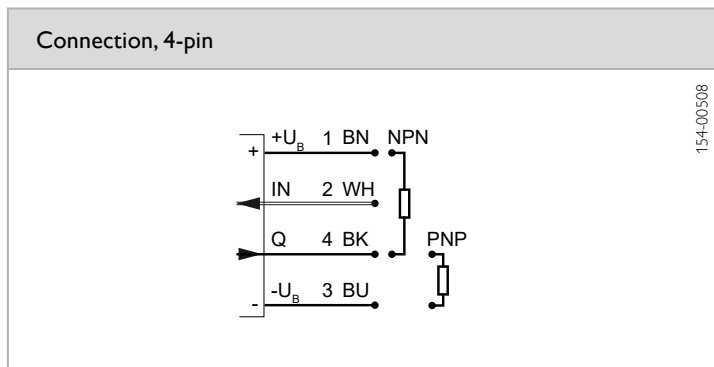 Connection, 4-pin
154-00508
+U_B 1 BN NPN
+
IN 2 WH
Q 4 BK PNP
-U_B 3 BU
-